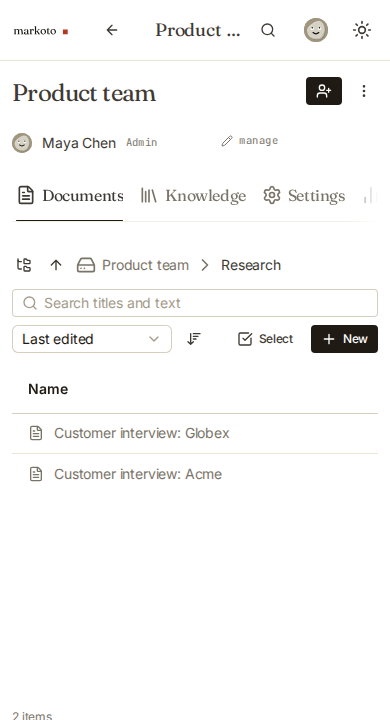 markoto
Product ...
Product team
Maya Chen Admin
manage
Documents Knowledge Settings
Product team Research
Search titles and text
Last edited Select New
Name
Customer interview: Globex
Customer interview: Acme
2 items